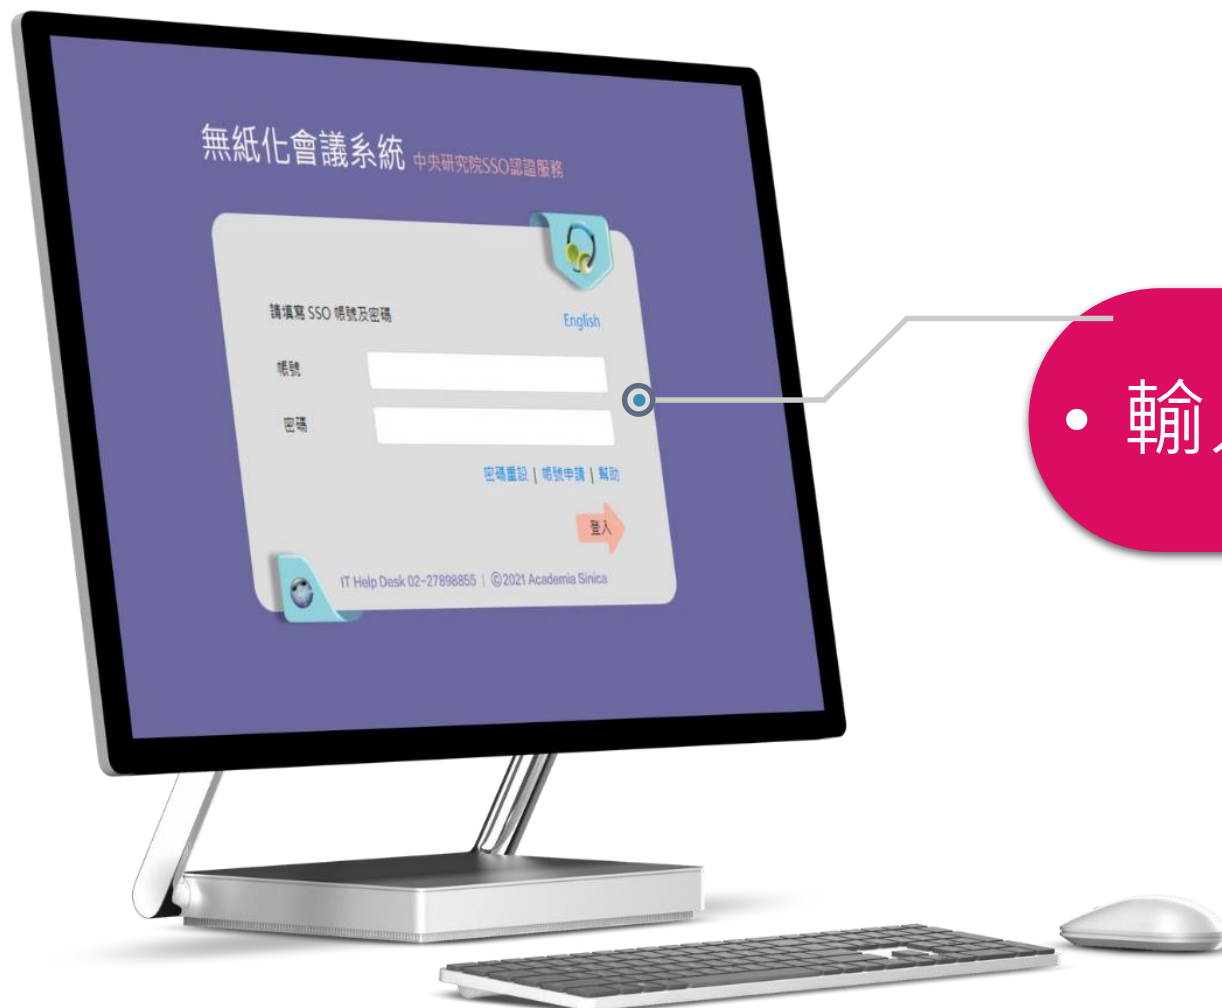 無紙化會議系統 中央研究院SSO認證服務
請填寫 SSO 帳號及密碼
English
帳號
密碼
密碼重設 | 帳號申請 | 幫助
登入
IT Help Desk 02-27898855 | ©2021 Academia Sinica
• 輸